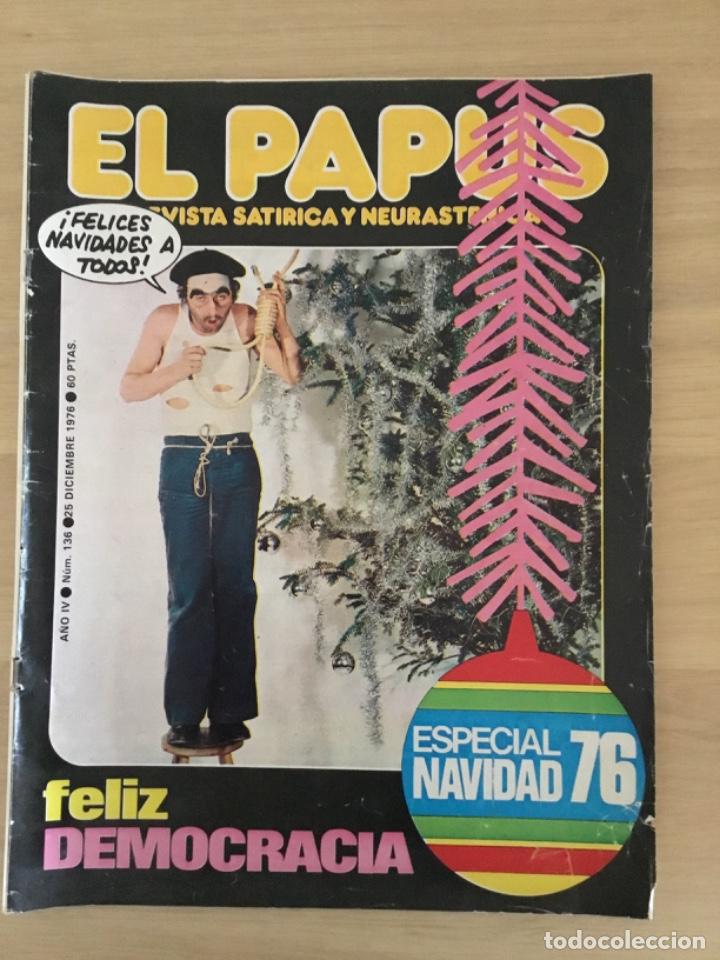 EL PAPUS
REVISTA SATIRICA Y NEURASTENICA
¡FELICES
NAVIDADES A
TODOS!
AÑO IV ● Núm. 136 ● 25 DICIEMBRE 1976 ● 60 PTAS.
ESPECIAL
NAVIDAD 76
feliz
DEMOCRACIA
todocoleccion